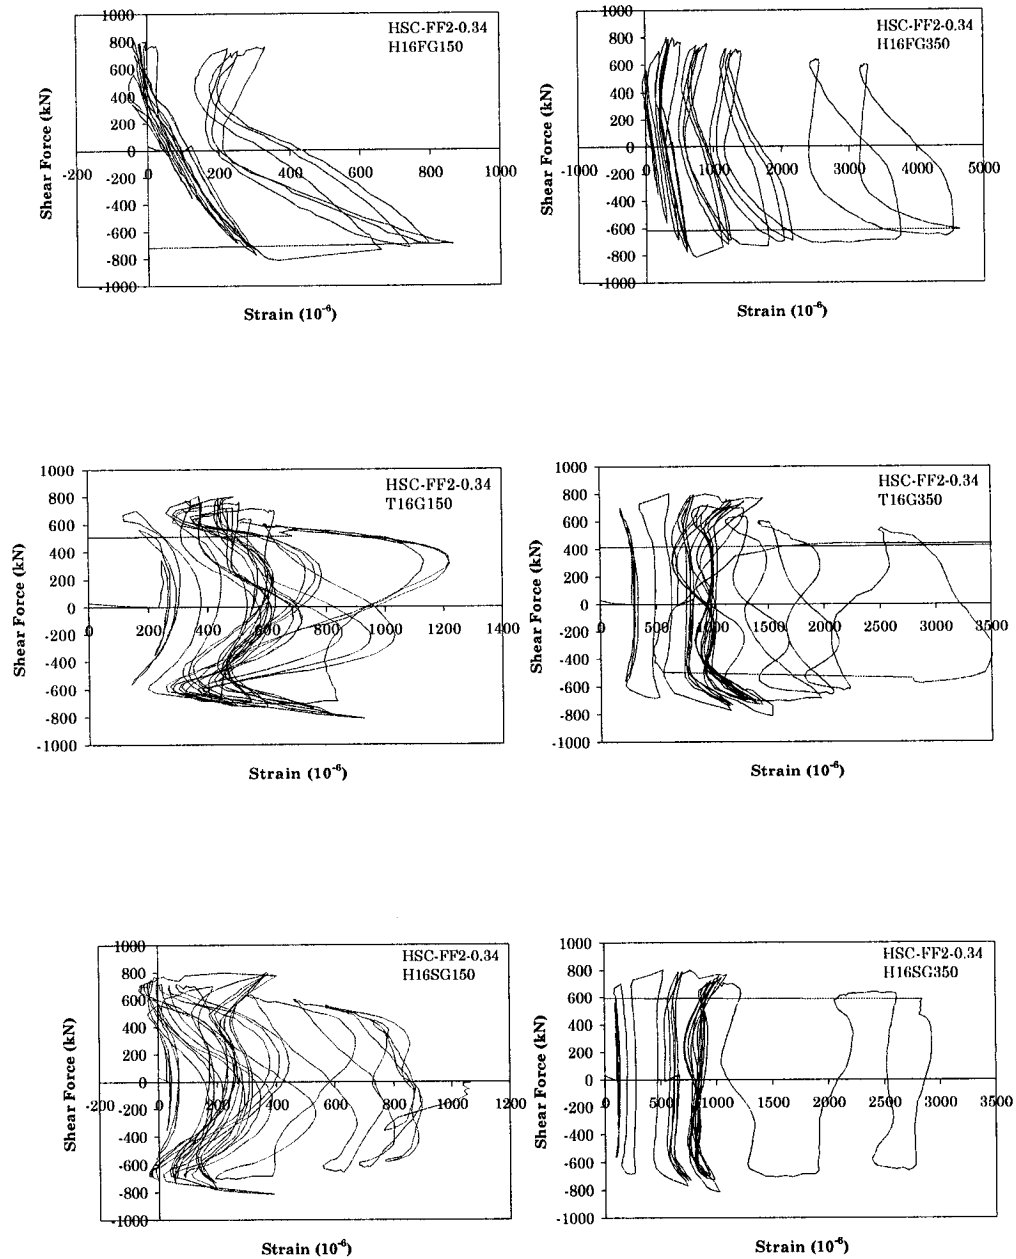 HSC-FF2-0.34
H16FG150
1000
800
600
400
200
0
-200
-400
-600
-800
-1000
-200 0 200 400 600 800 1000
Shear Force (kN)
Strain (10⁻⁶)
HSC-FF2-0.34
H16FG350
1000
800
600
400
200
0
-200
-400
-600
-800
-1000
-1000 0 1000 2000 3000 4000 5000
Shear Force (kN)
Strain (10⁻⁶)
HSC-FF2-0.34
T16G150
1000
800
600
400
200
0
-200
-400
-600
-800
-1000
0 200 400 600 800 1000 1200 1400
Shear Force (kN)
Strain (10⁻⁶)
HSC-FF2-0.34
T16G350
1000
800
600
400
200
0
-200
-400
-600
-800
-1000
0 500 1000 1500 2000 2500 3000 3500
Shear Force (kN)
Strain (10⁻⁶)
HSC-FF2-0.34
H16SG150
1000
800
600
400
200
0
-200
-400
-600
-800
-1000
-200 0 200 400 600 800 1000 1200
Shear Force (kN)
Strain (10⁻⁶)
HSC-FF2-0.34
H16SG350
1000
800
600
400
200
0
-200
-400
-600
-800
-1000
0 500 1000 1500 2000 2500 3000 3500
Shear Force (kN)
Strain (10⁻⁶)